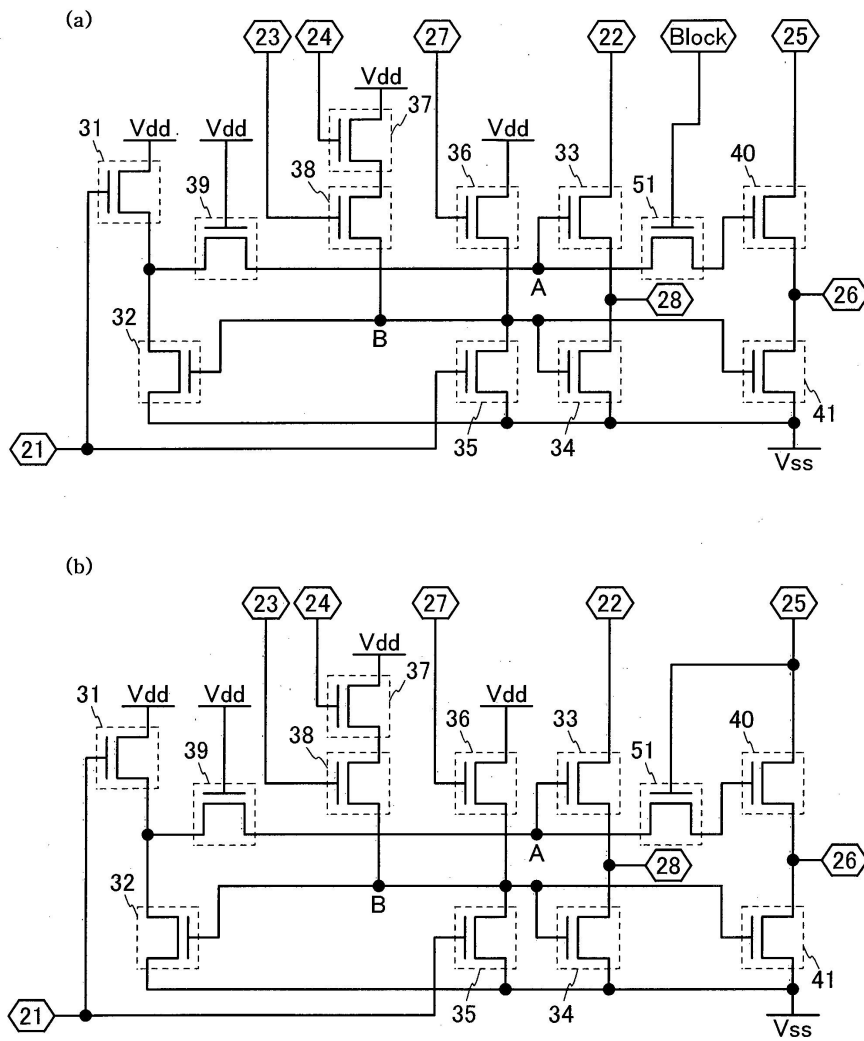 (a)
23 24 27 22 Block 25
Vdd
37
31 Vdd Vdd Vdd
38 36 33 51 40
39
A
28 26
32
B
35 34 41
21
Vss
(b)
23 24 27 22 25
Vdd
37
31 Vdd Vdd Vdd
38 36 33 51 40
39
A
28 26
32
B
35 34 41
21
Vss